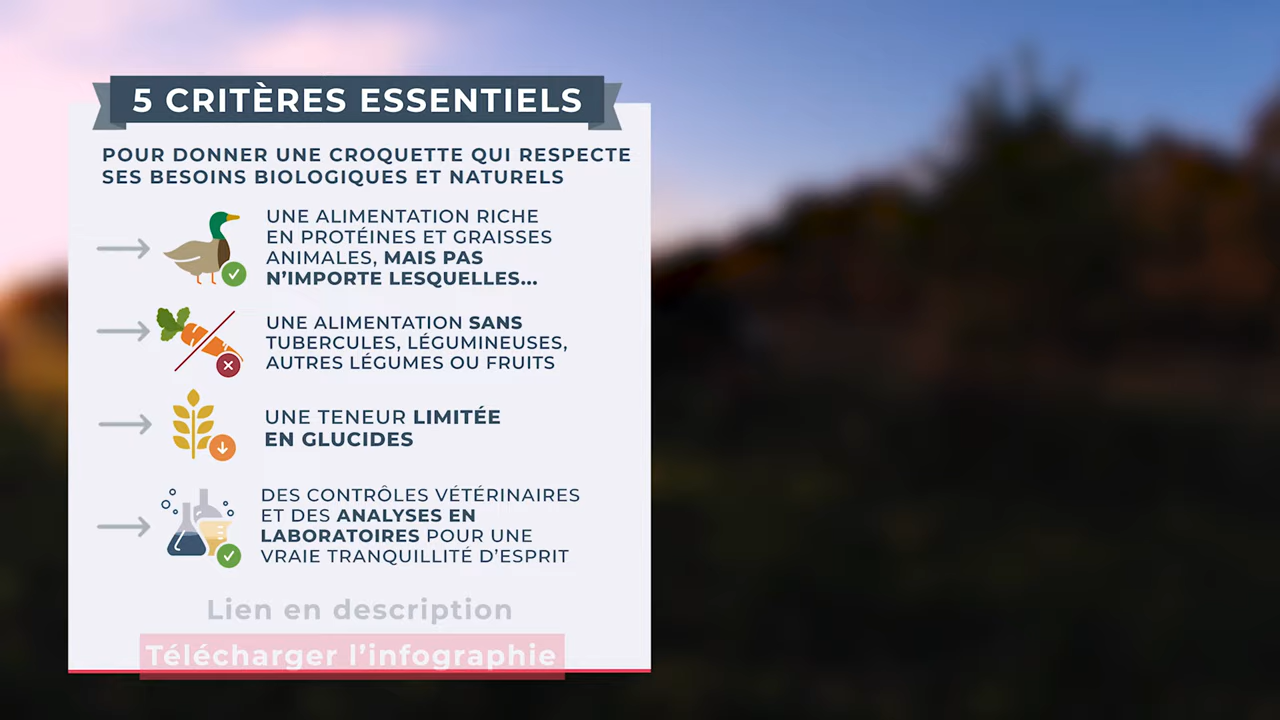 5 CRITÈRES ESSENTIELS
POUR DONNER UNE CROQUETTE QUI RESPECTE
SES BESOINS BIOLOGIQUES ET NATURELS
UNE ALIMENTATION RICHE
EN PROTÉINES ET GRAISSES
ANIMALES, MAIS PAS
N'IMPORTE LESQUELLES...
UNE ALIMENTATION SANS
TUBERCULES, LÉGUMINEUSES,
AUTRES LÉGUMES OU FRUITS
UNE TENEUR LIMITÉE
EN GLUCIDES
DES CONTRÔLES VÉTÉRINAIRES
ET DES ANALYSES EN
LABORATOIRES POUR UNE
VRAIE TRANQUILLITÉ D'ESPRIT
Lien en description
Télécharger l'infographie